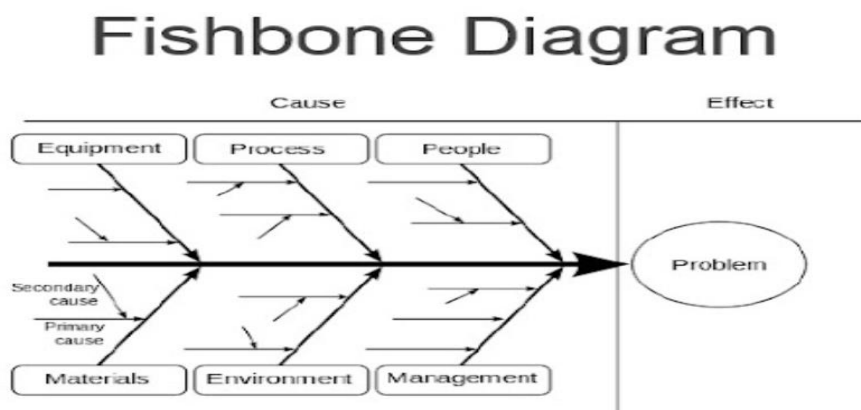 Fishbone Diagram
Cause
Effect
Equipment
Process
People
Problem
Secondary
cause
Primary
cause
Materials
Environment
Management